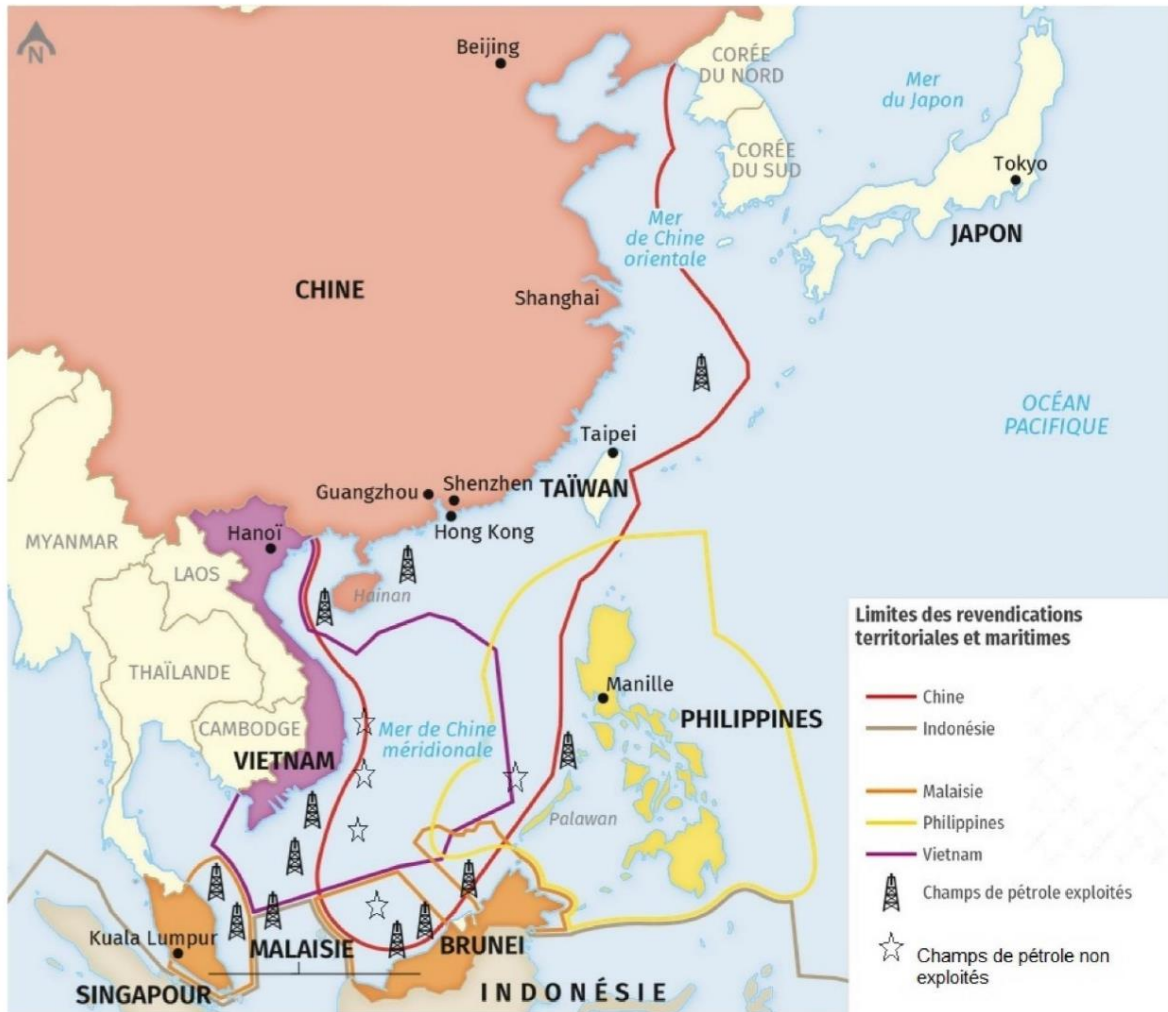 N
Beijing
CORÉE
DU NORD
Mer
du Japon
CORÉE
DU SUD
Tokyo
JAPON
Mer
de Chine
orientale
CHINE
Shanghai
OCÉAN
PACIFIQUE
Taipei
TAÏWAN
Guangzhou
Shenzhen
Hong Kong
MYANMAR
Hanoï
LAOS
Hainan
THAÏLANDE
CAMBODGE
VIETNAM
Mer de Chine
méridionale
Manille
PHILIPPINES
Palawan
Kuala Lumpur
MALAISIE
BRUNEI
SINGAPOUR
INDONÉSIE
Limites des revendications
territoriales et maritimes
Chine
Indonésie
Malaisie
Philippines
Vietnam
Champs de pétrole exploités
Champs de pétrole non
exploités